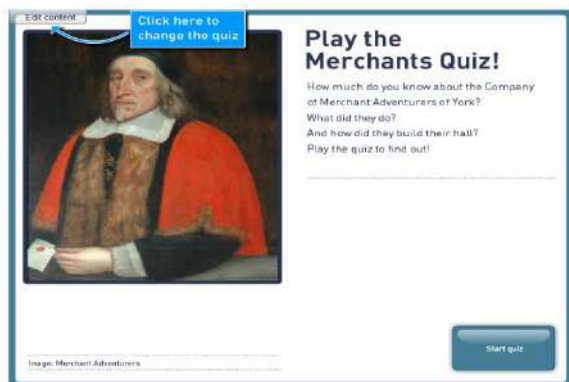 Edit content
Click here to
change the quiz
Play the
Merchants Quiz!
How much do you know about the Company
of Merchant Adventurers of York?
What did they do?
And how did they build their hall?
Play the quiz to find out!
Image: Merchant Adventurers
Start quiz